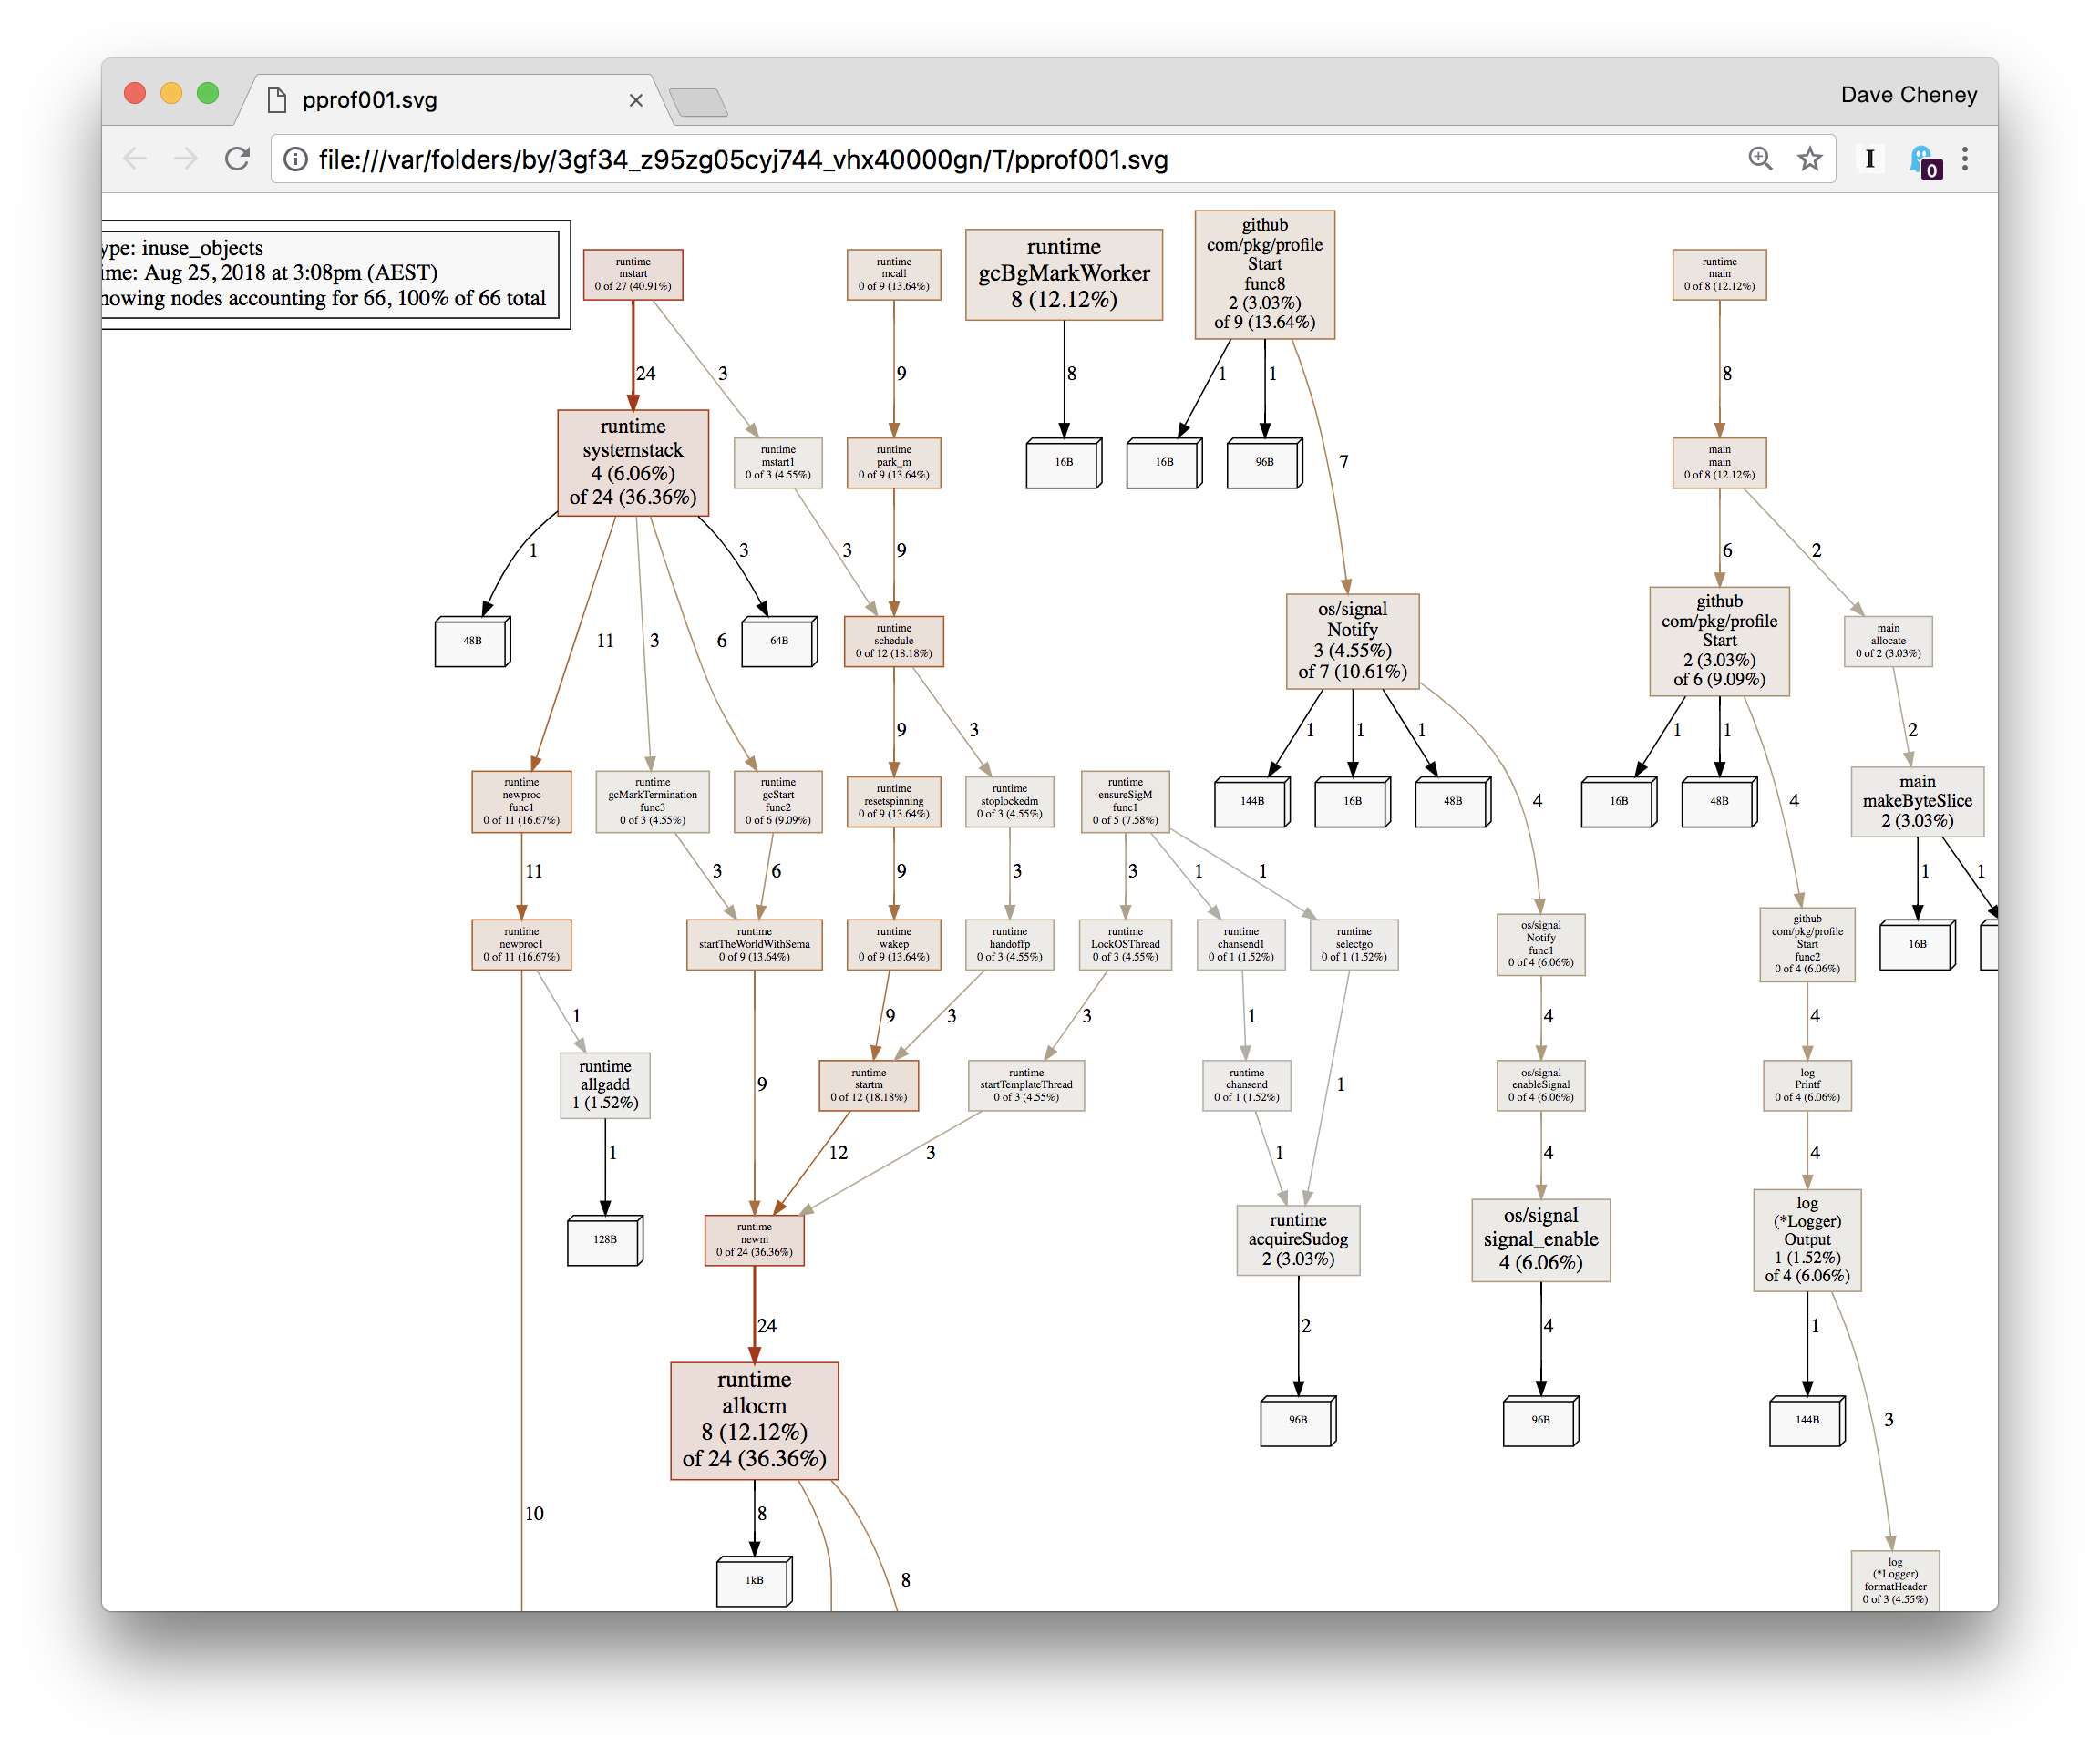 pprof001.svg
Dave Cheney
file:///var/folders/by/3gf34_z95zg05cyj744_vhx40000gn/T/pprof001.svg
I
0
ype: inuse_objects
ime: Aug 25, 2018 at 3:08pm (AEST)
howing nodes accounting for 66, 100% of 66 total
runtime
mstart
0 of 27 (40.91%)
runtime
mcall
0 of 9 (13.64%)
runtime
gcBgMarkWorker
8 (12.12%)
github
com/pkg/profile
Start
func8
2 (3.03%)
of 9 (13.64%)
runtime
main
0 of 8 (12.12%)
24
3
9
8
1
1
8
runtime
systemstack
4 (6.06%)
of 24 (36.36%)
runtime
mstart1
0 of 3 (4.55%)
runtime
park_m
0 of 9 (13.64%)
16B
16B
96B
7
main
main
0 of 8 (12.12%)
1
3
3
9
6
2
48B
11
3
6
64B
runtime
schedule
0 of 12 (18.18%)
os/signal
Notify
3 (4.55%)
of 7 (10.61%)
github
com/pkg/profile
Start
2 (3.03%)
of 6 (9.09%)
main
allocate
0 of 2 (3.03%)
9
3
1
1
1
1
1
2
runtime
newproc
func1
0 of 11 (16.67%)
runtime
gcMarkTermination
func3
0 of 3 (4.55%)
runtime
gcStart
func2
0 of 6 (9.09%)
runtime
resetspinning
0 of 9 (13.64%)
runtime
stoplockedm
0 of 3 (4.55%)
runtime
ensureSigM
func1
0 of 5 (7.58%)
144B
16B
48B
4
16B
48B
4
main
makeByteSlice
2 (3.03%)
11
3
6
9
3
3
1
1
1
1
runtime
newproc1
0 of 11 (16.67%)
runtime
startTheWorldWithSema
0 of 9 (13.64%)
runtime
wakep
0 of 9 (13.64%)
runtime
handoffp
0 of 3 (4.55%)
runtime
LockOSThread
0 of 3 (4.55%)
runtime
chansend1
0 of 1 (1.52%)
runtime
selectgo
0 of 1 (1.52%)
os/signal
Notify
func1
0 of 4 (6.06%)
github
com/pkg/profile
Start
func2
0 of 4 (6.06%)
16B
1
9
3
3
1
4
4
runtime
allgadd
1 (1.52%)
9
runtime
startm
0 of 12 (18.18%)
runtime
startTemplateThread
0 of 3 (4.55%)
runtime
chansend
0 of 1 (1.52%)
1
os/signal
enableSignal
0 of 4 (6.06%)
log
Printf
0 of 4 (6.06%)
1
12
3
1
4
4
128B
runtime
newm
0 of 24 (36.36%)
runtime
acquireSudog
2 (3.03%)
os/signal
signal_enable
4 (6.06%)
log
(*Logger)
Output
1 (1.52%)
of 4 (6.06%)
24
2
4
1
runtime
allocm
8 (12.12%)
of 24 (36.36%)
96B
96B
144B
3
10
8
1kB
8
log
(*Logger)
formatHeader
0 of 3 (4.55%)